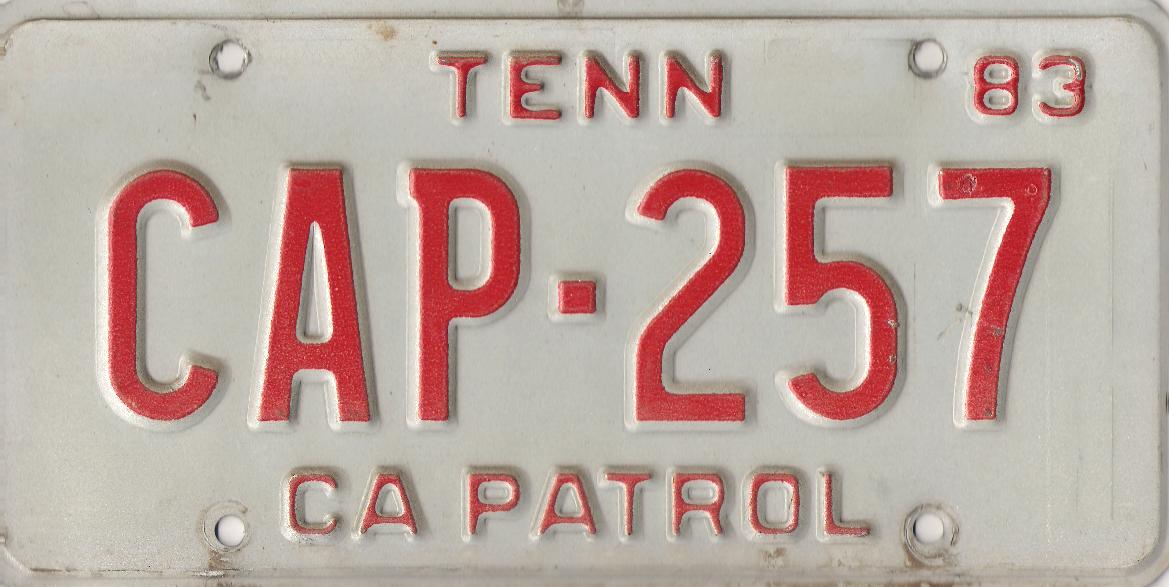 TENN 83
CAP-257
CA PATROL